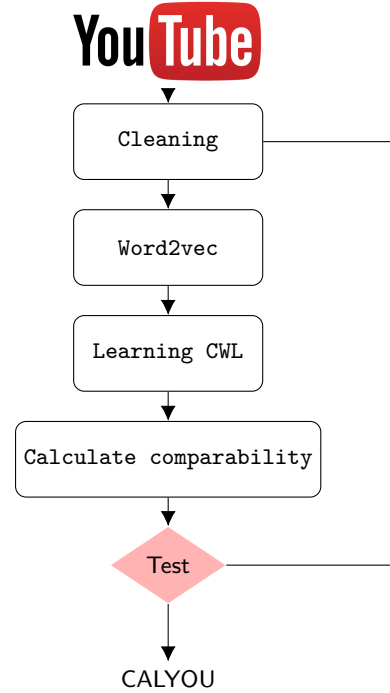 YouTube
Cleaning
Word2vec
Learning CWL
Calculate comparability
Test
CALYOU